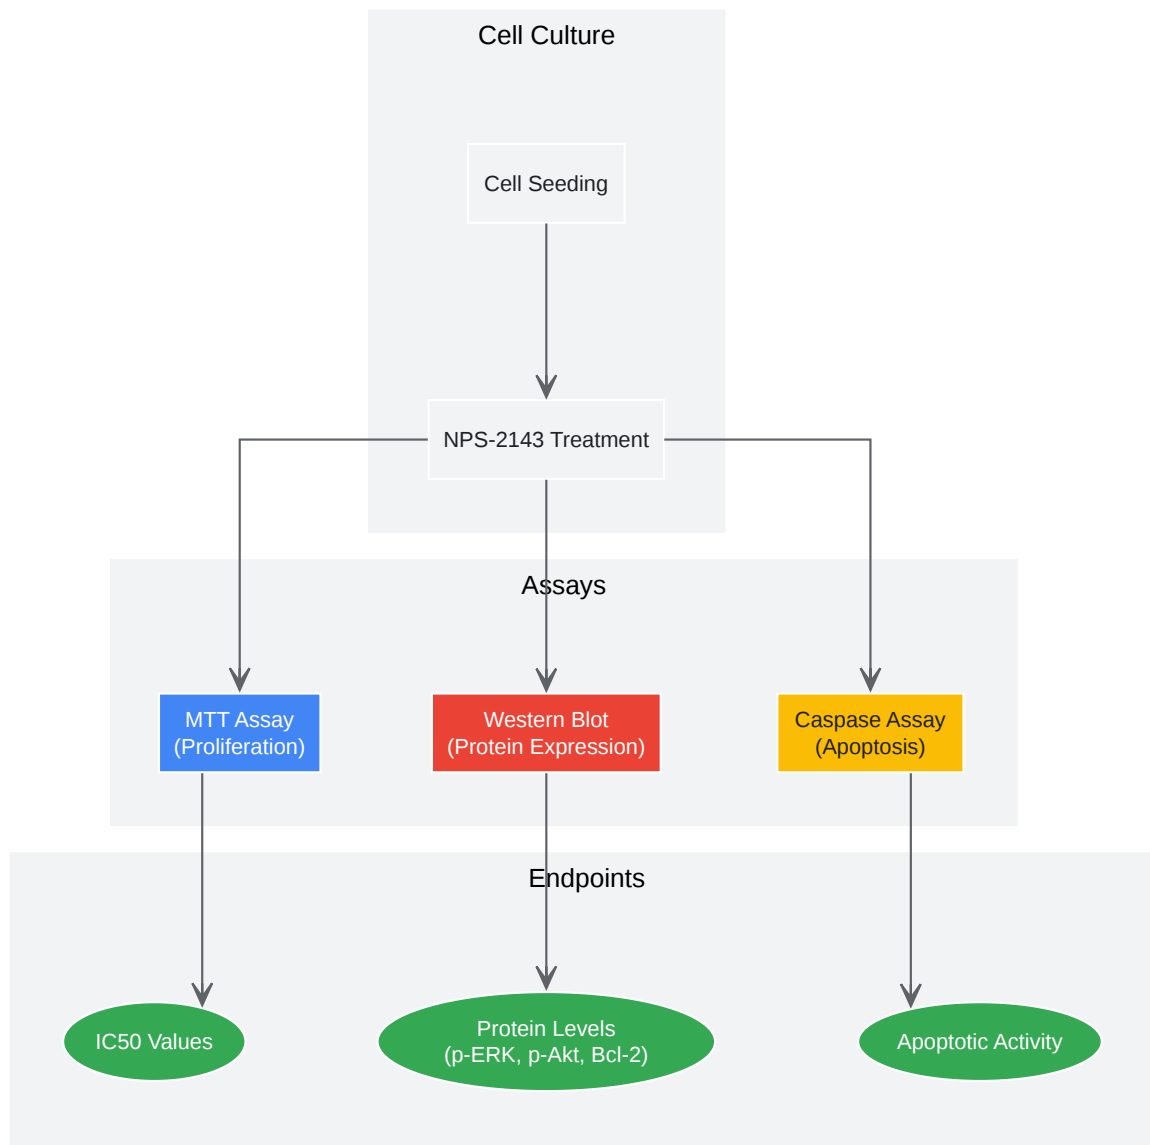 Cell Culture
Cell Seeding
NPS-2143 Treatment
Assays
MTT Assay
(Proliferation)
Western Blot
(Protein Expression)
Caspase Assay
(Apoptosis)
Endpoints
IC50 Values
Protein Levels
(p-ERK, p-Akt, Bcl-2)
Apoptotic Activity